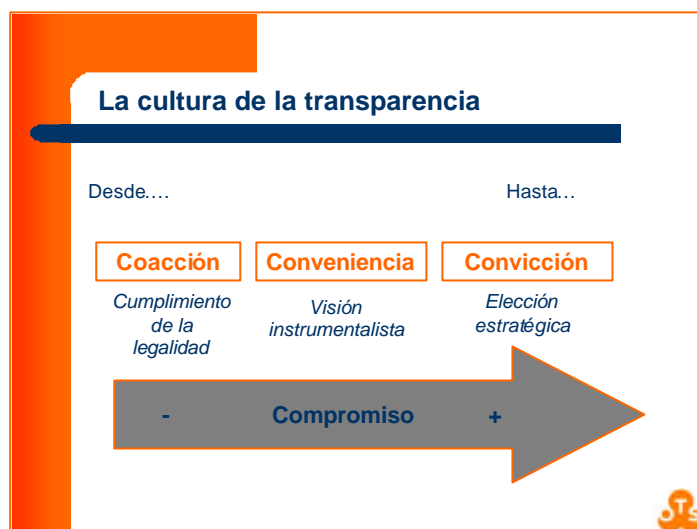 La cultura de la transparencia
Desde.... Hasta...
Coacción Conveniencia Convicción
Cumplimiento
de la
legalidad
Visión
instrumentalista
Elección
estratégica
- Compromiso +